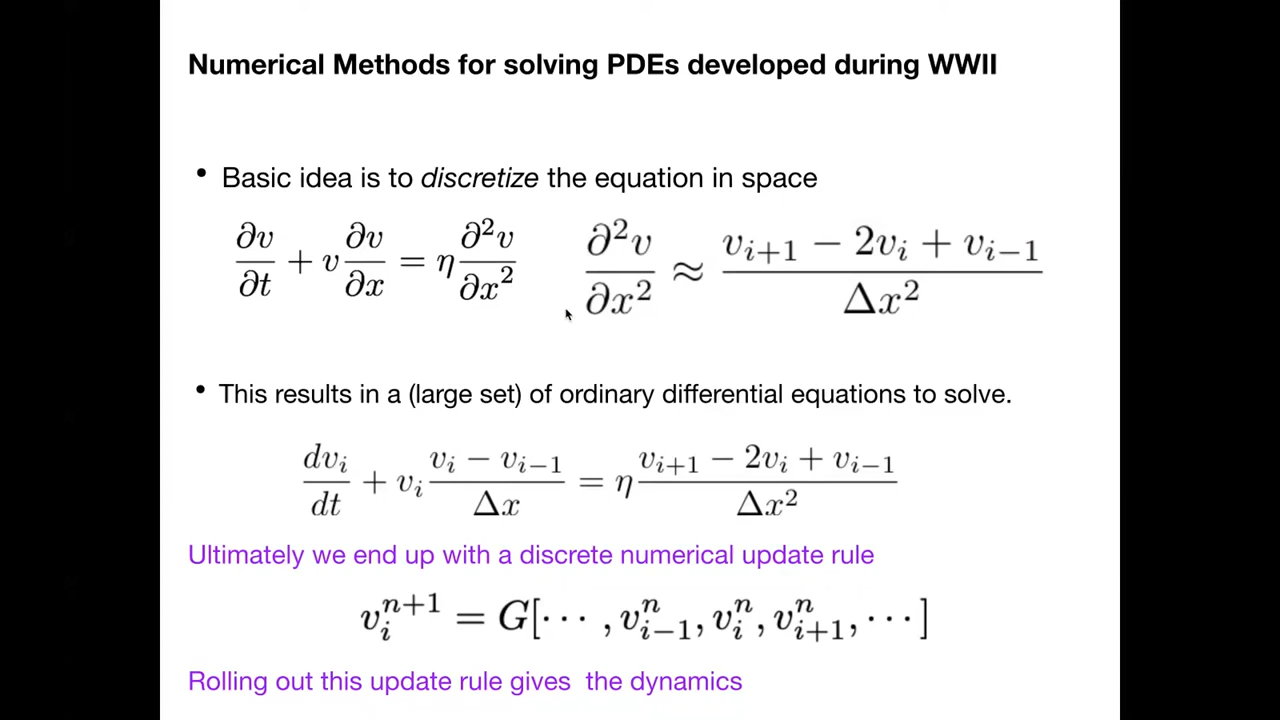 Numerical Methods for solving PDEs developed during WWII
• Basic idea is to discretize the equation in space
∂v/∂t + v ∂v/∂x = η ∂²v/∂x²    ∂²v/∂x² ≈ (v_{i+1} − 2v_i + v_{i−1})/Δx²
• This results in a (large set) of ordinary differential equations to solve.
dv_i/dt + v_i (v_i − v_{i−1})/Δx = η (v_{i+1} − 2v_i + v_{i−1})/Δx²
Ultimately we end up with a discrete numerical update rule
v_i^{n+1} = G[⋯ , v_{i−1}^n, v_i^n, v_{i+1}^n, ⋯]
Rolling out this update rule gives  the dynamics